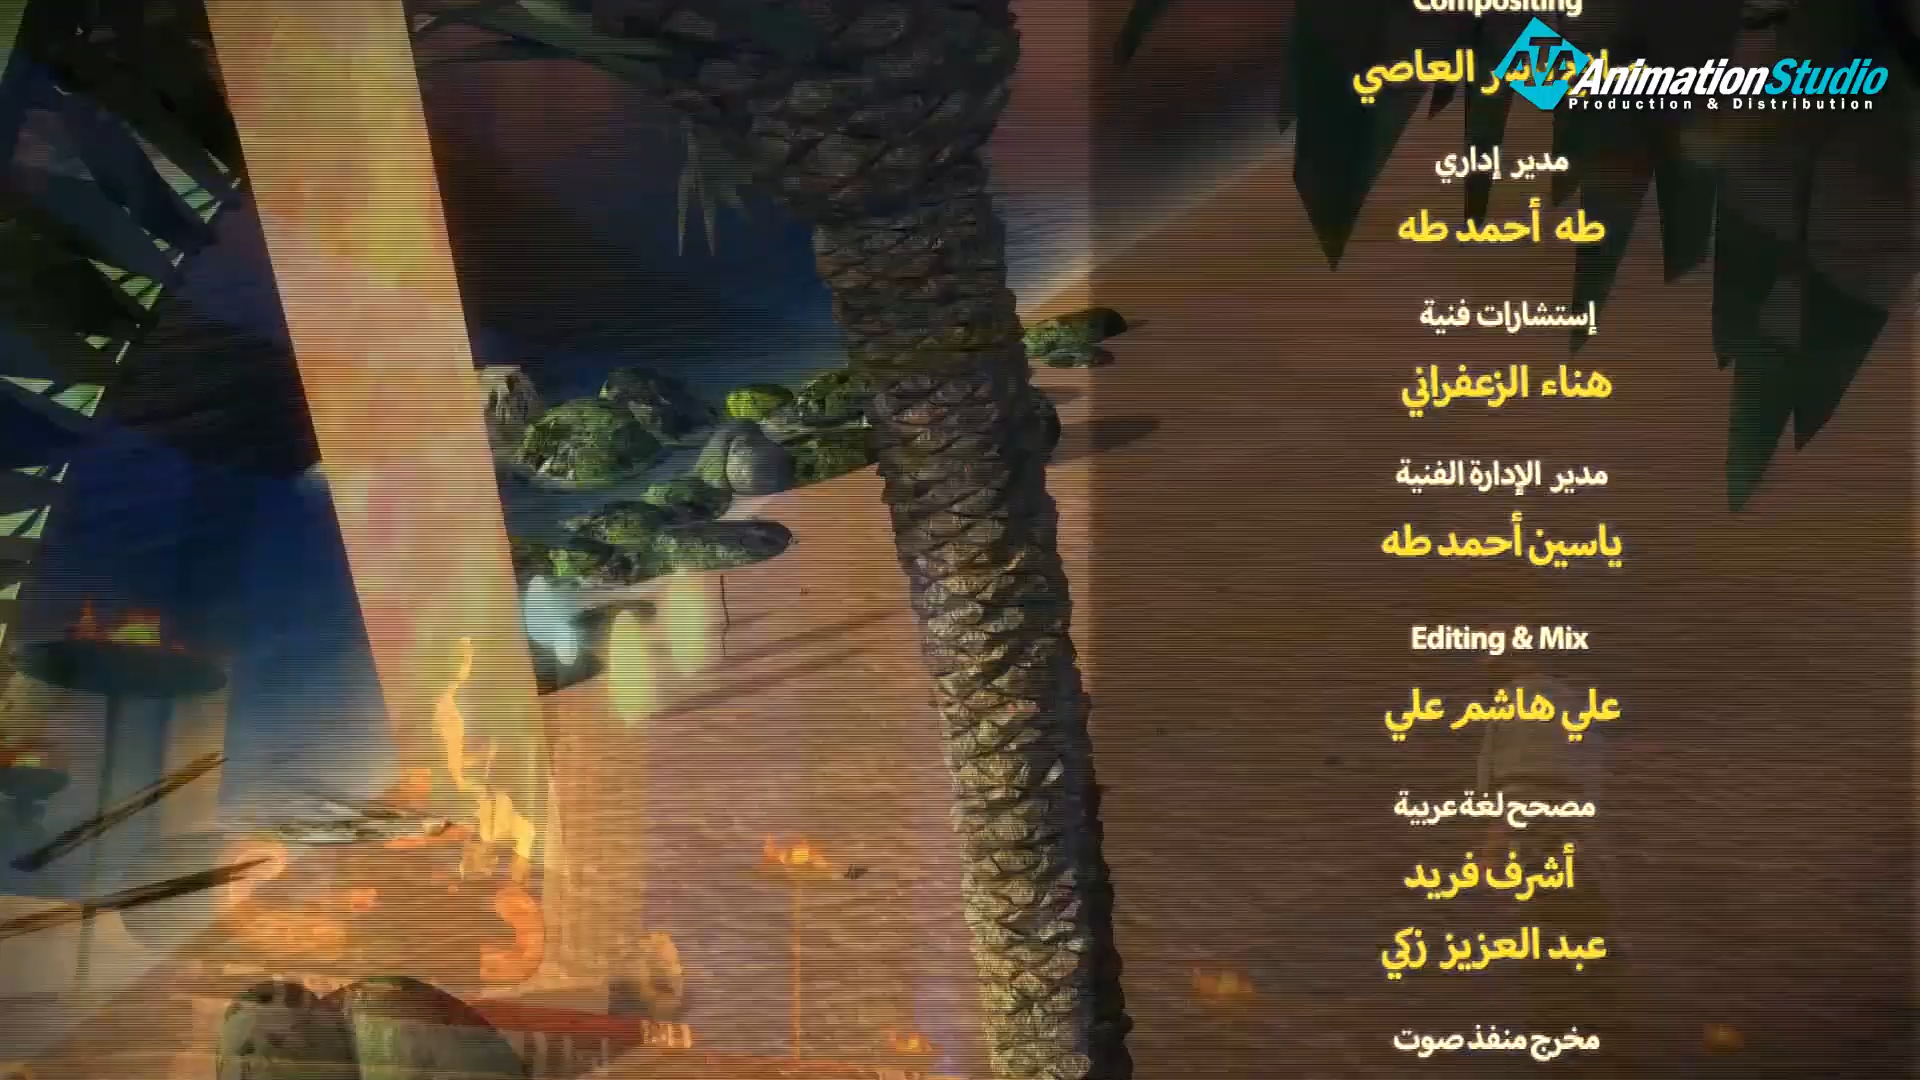 Compositing
العاصي
AnimationStudio
Production & Distribution
مدير إداري
طه أحمد طه
إستشارات فنية
هناء الزعفراني
مدير الإدارة الفنية
ياسين أحمد طه
Editing & Mix
علي هاشم علي
مصحح لغة عربية
أشرف فريد
عبد العزيز زكي
مخرج منفذ صوت